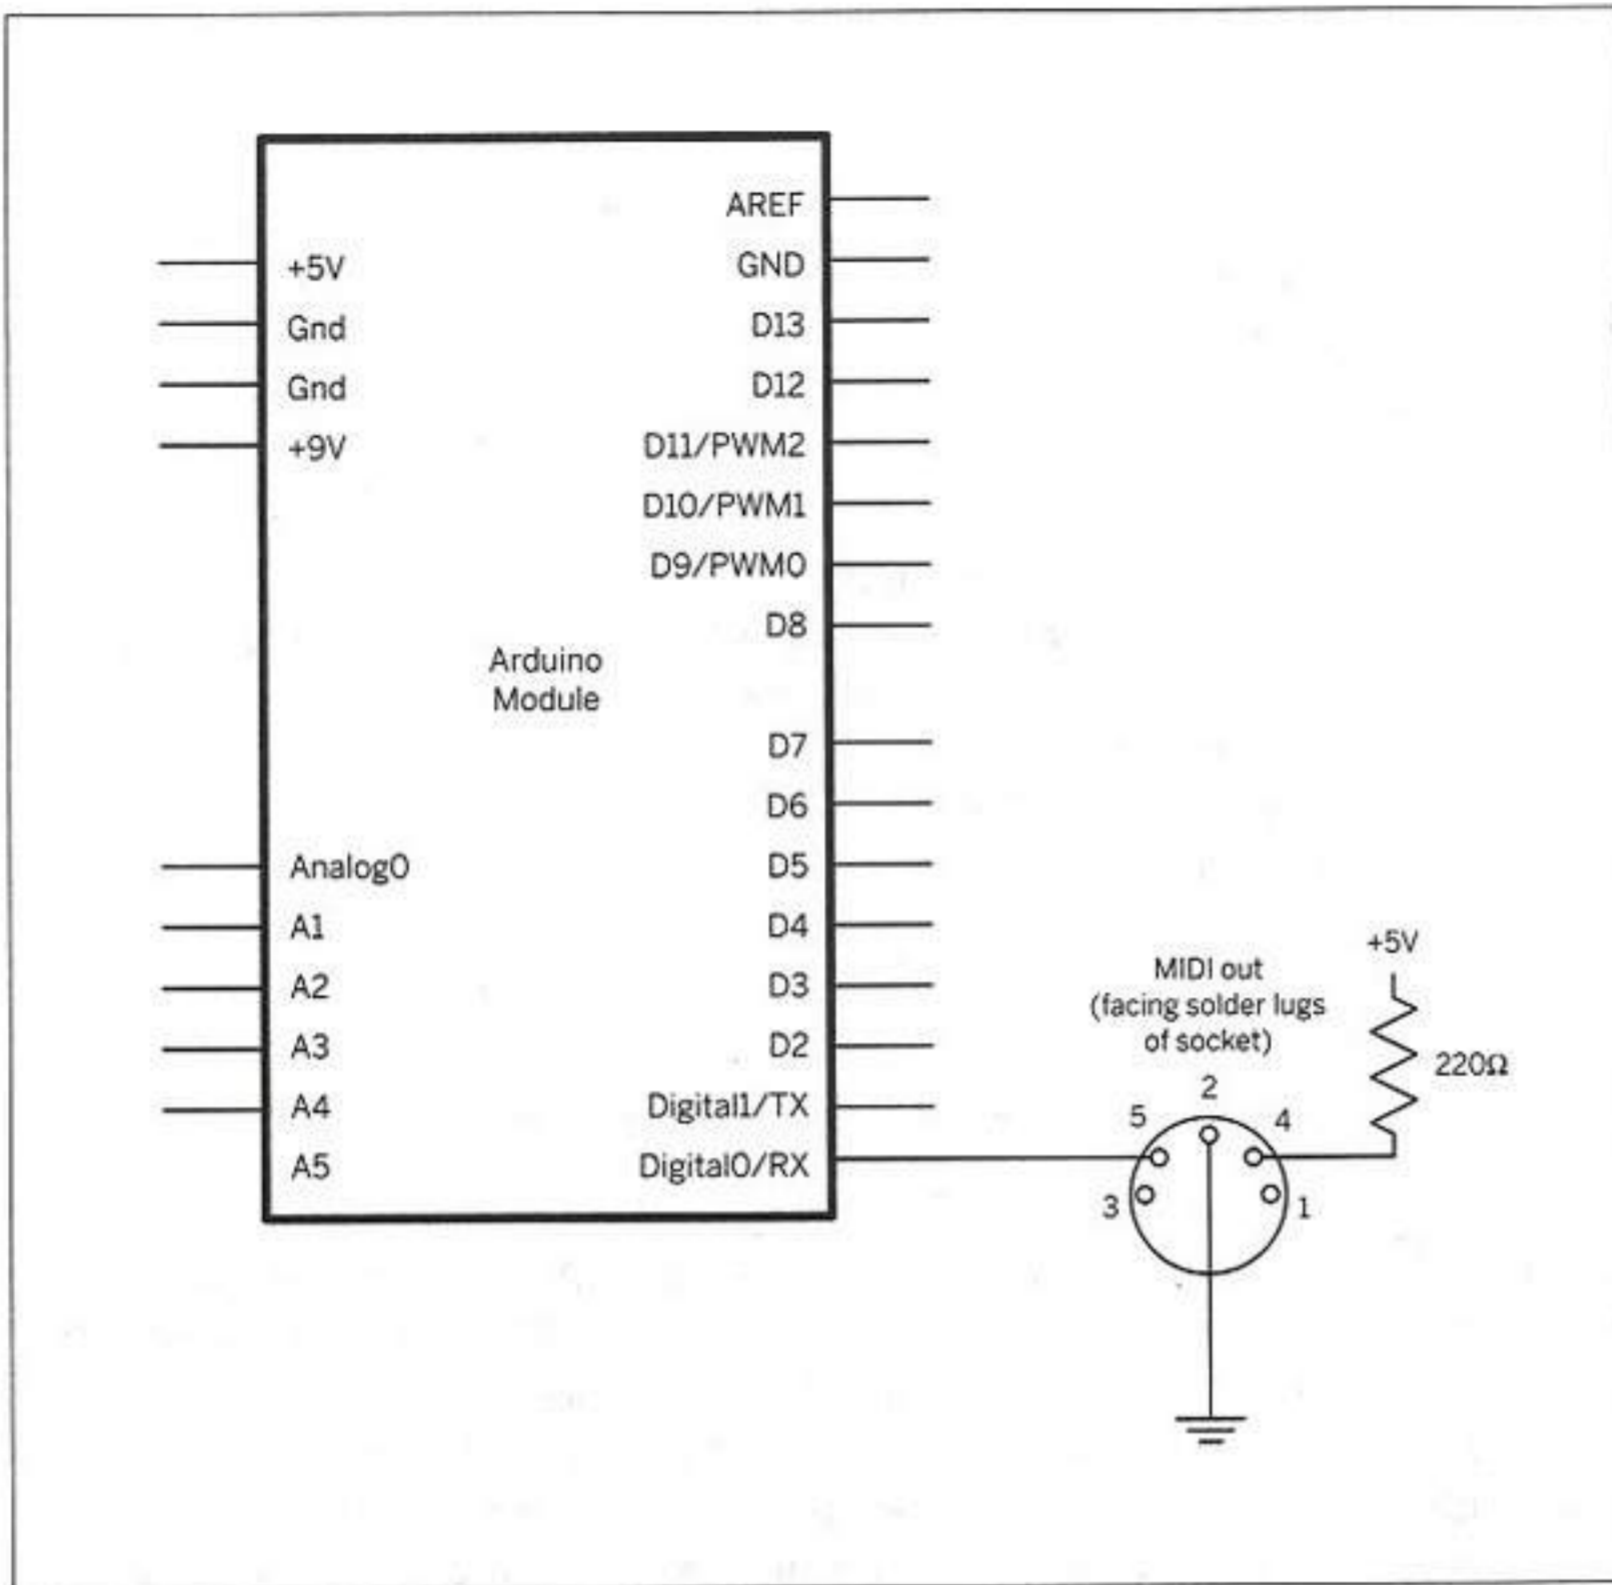 AREF
+5V
GND
Gnd
D13
Gnd
D12
+9V
D11/PWM2
D10/PWM1
D9/PWM0
D8
Arduino
Module
D7
D6
Analog0
D5
A1
D4
A2
D3
A3
D2
A4
Digital1/TX
A5
Digital0/RX
+5V
MIDI out
(facing solder lugs
of socket)
220Ω
2
5
4
3
1